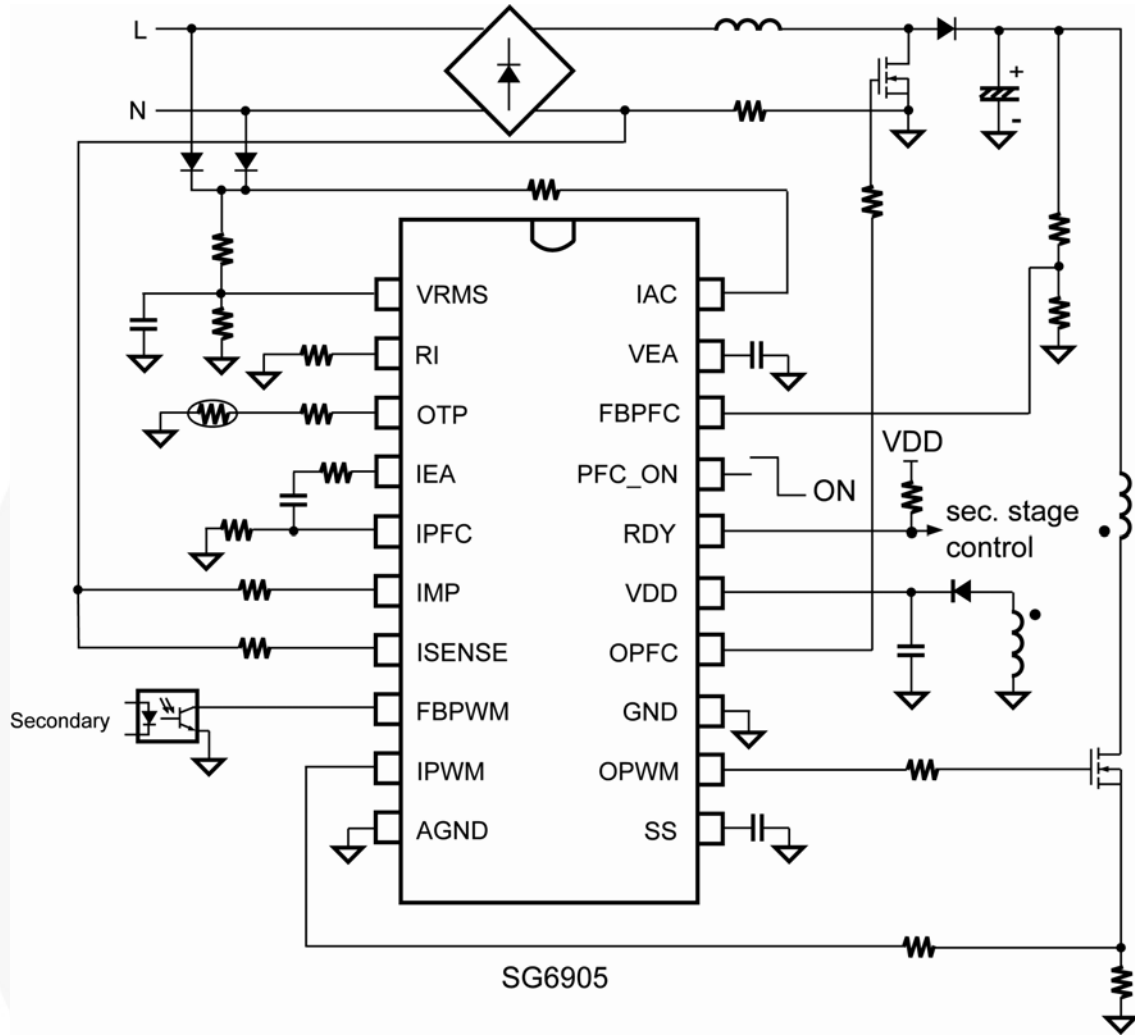 L
N
+
-
VRMS
IAC
RI
VEA
OTP
FBPFC
VDD
IEA
PFC_ON
ON
IPFC
RDY
sec. stage
control
IMP
VDD
ISENSE
OPFC
Secondary
FBPWM
GND
IPWM
OPWM
AGND
SS
SG6905